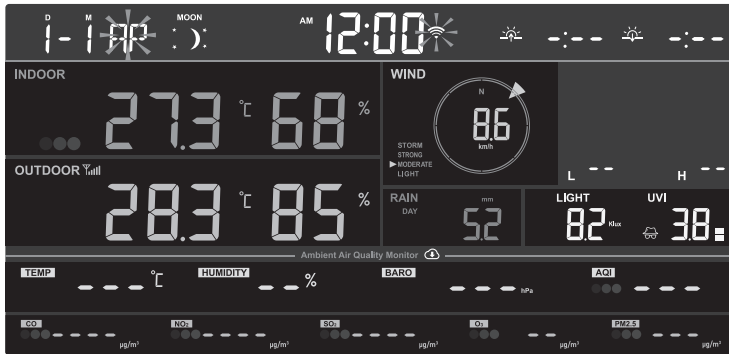 D M MOON
1-1 AP AM 12:00 -:-- -:--
INDOOR
27.3 °C 68 %
WIND
N
8.6
km/h
STORM
STRONG
MODERATE
LIGHT
L -- H --
OUTDOOR
28.3 °C 85 %
RAIN
DAY
mm
5.2
LIGHT UVI
8.2 Klux 3.8
Ambient Air Quality Monitor
TEMP HUMIDITY BARO AQI
---°C --% --- hPa ---
CO NO₂ SO₂ O₃ PM2.5
---- ---- ---- -- ---
µg/m³ µg/m³ µg/m³ µg/m³ µg/m³